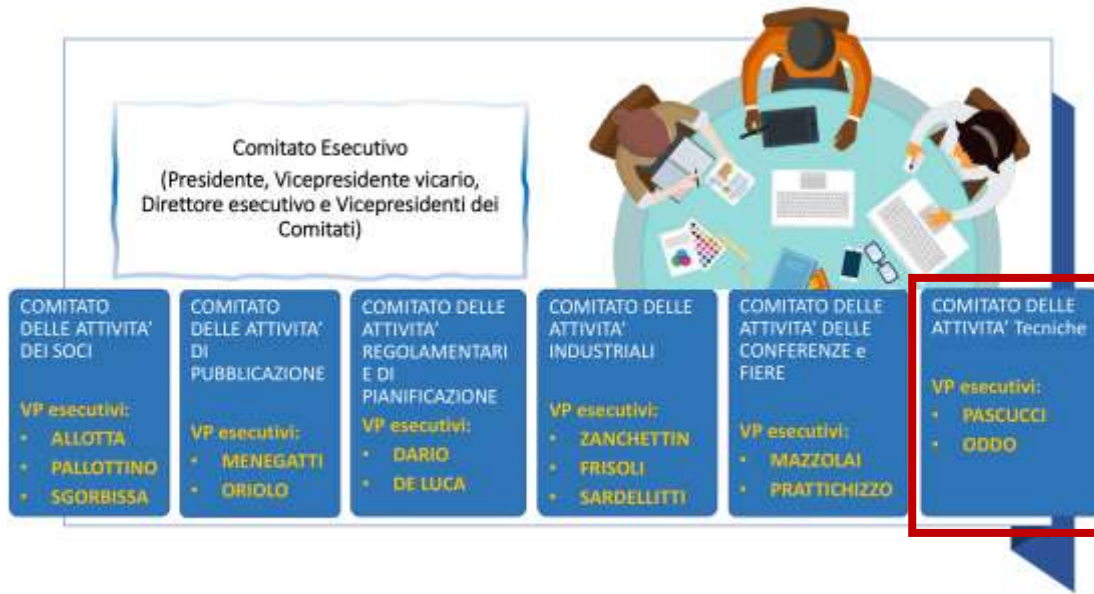 Comitato Esecutivo
(Presidente, Vicepresidente vicario,
Direttore esecutivo e Vicepresidenti dei
Comitati)
COMITATO
DELLE ATTIVITA'
DEI SOCI
VP esecutivi:
• ALLOTTA
• PALLOTTINO
• SGORBISSA
COMITATO
DELLE ATTIVITA'
DI
PUBBLICAZIONE
VP esecutivi:
• MENEGATTI
• ORIOLO
COMITATO DELLE
ATTIVITA'
REGOLAMENTARI
E DI
PIANIFICAZIONE
VP esecutivi:
• DARIO
• DE LUCA
COMITATO DELLE
ATTIVITA'
INDUSTRIALI
VP esecutivi:
• ZANCHETTIN
• FRISOLI
• SARDELLITTI
COMITATO DELLE
ATTIVITA' DELLE
CONFERENZE e
FIERE
VP esecutivi:
• MAZZOLAI
• PRATTICHIZZO
COMITATO DELLE
ATTIVITA' Tecniche
VP esecutivi:
• PASCUCCI
• ODDO